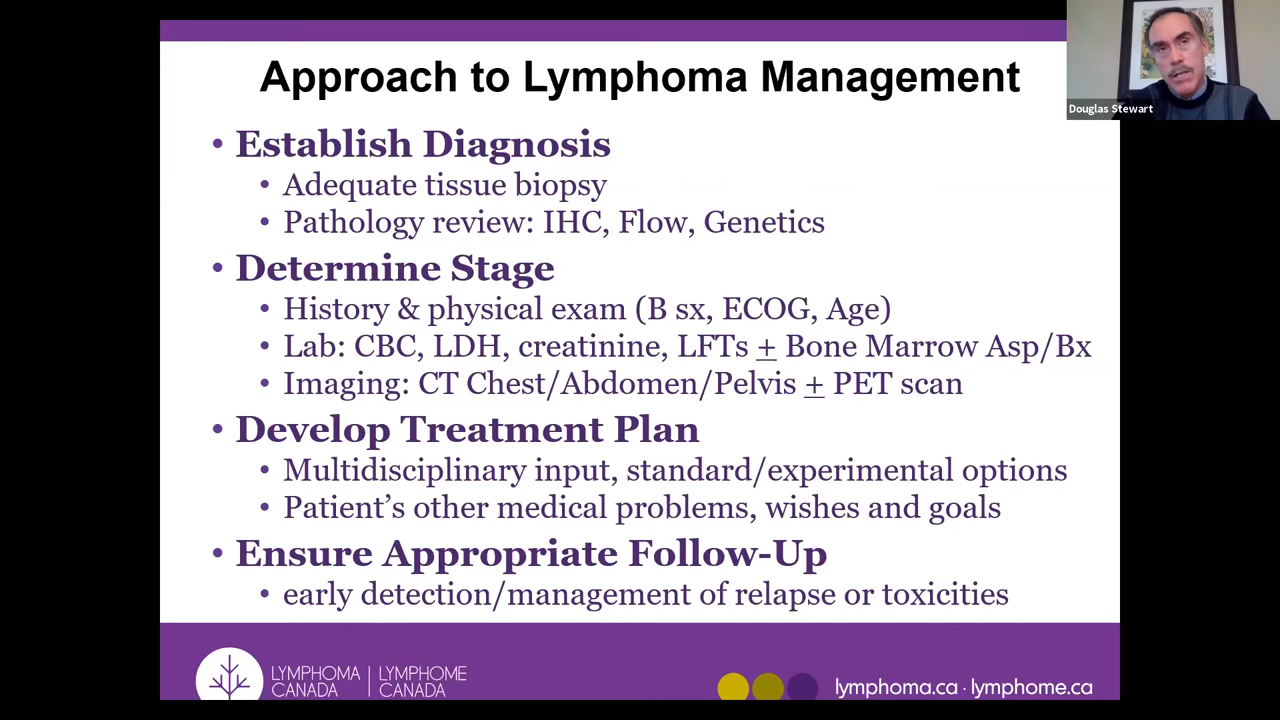 Approach to Lymphoma Management
Douglas Stewart
• Establish Diagnosis
• Adequate tissue biopsy
• Pathology review: IHC, Flow, Genetics
• Determine Stage
• History & physical exam (B sx, ECOG, Age)
• Lab: CBC, LDH, creatinine, LFTs + Bone Marrow Asp/Bx
• Imaging: CT Chest/Abdomen/Pelvis + PET scan
• Develop Treatment Plan
• Multidisciplinary input, standard/experimental options
• Patient’s other medical problems, wishes and goals
• Ensure Appropriate Follow-Up
• early detection/management of relapse or toxicities
LYMPHOMA | LYMPHOME
CANADA | CANADA
lymphoma.ca · lymphome.ca